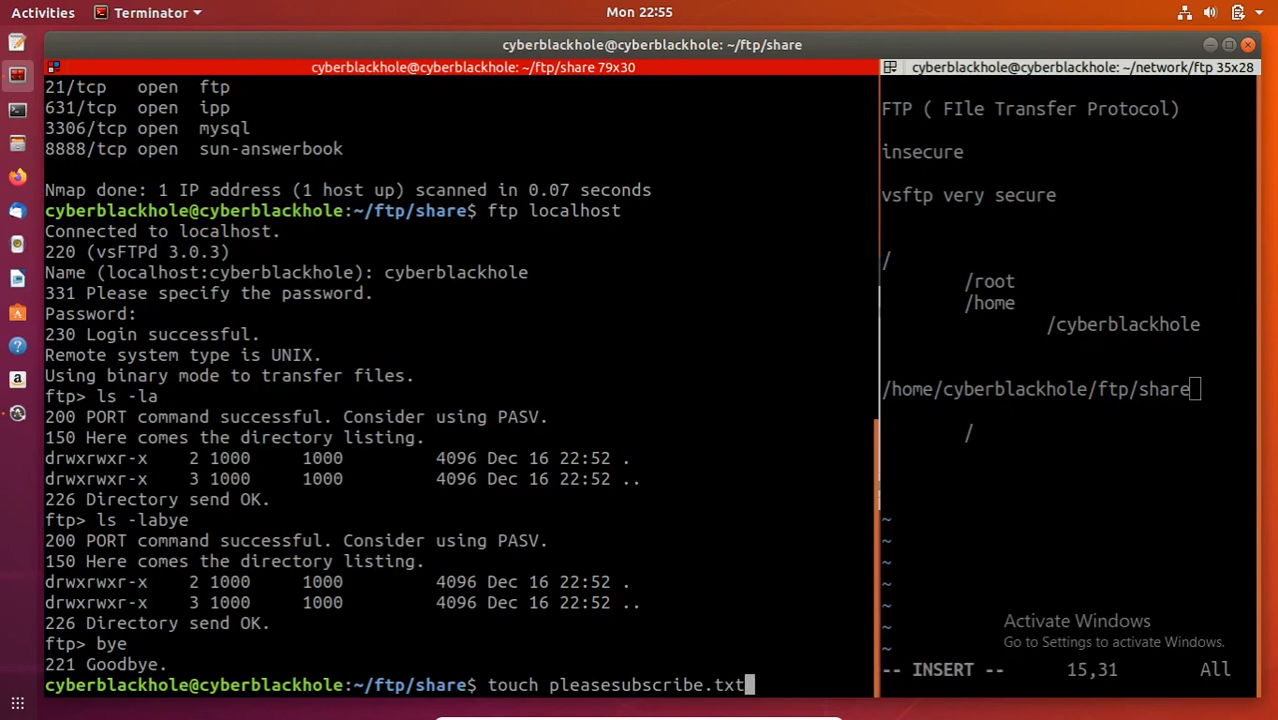 Activities Terminator Mon 22:55
cyberblackhole@cyberblackhole: ~/ftp/share
cyberblackhole@cyberblackhole: ~/ftp/share 79x30
21/tcp   open  ftp
631/tcp  open  ipp
3306/tcp open  mysql
8888/tcp open  sun-answerbook
Nmap done: 1 IP address (1 host up) scanned in 0.07 seconds
cyberblackhole@cyberblackhole:~/ftp/share$ ftp localhost
Connected to localhost.
220 (vsFTPd 3.0.3)
Name (localhost:cyberblackhole): cyberblackhole
331 Please specify the password.
Password:
230 Login successful.
Remote system type is UNIX.
Using binary mode to transfer files.
ftp> ls -la
200 PORT command successful. Consider using PASV.
150 Here comes the directory listing.
drwxrwxr-x    2 1000     1000         4096 Dec 16 22:52 .
drwxrwxr-x    3 1000     1000         4096 Dec 16 22:52 ..
226 Directory send OK.
ftp> ls -labye
200 PORT command successful. Consider using PASV.
150 Here comes the directory listing.
drwxrwxr-x    2 1000     1000         4096 Dec 16 22:52 .
drwxrwxr-x    3 1000     1000         4096 Dec 16 22:52 ..
226 Directory send OK.
ftp> bye
221 Goodbye.
cyberblackhole@cyberblackhole:~/ftp/share$ touch pleasesubscribe.txt
cyberblackhole@cyberblackhole: ~/network/ftp 35x28
FTP ( FIle Transfer Protocol)
insecure
vsftp very secure
/
/root
/home
/cyberblackhole
/home/cyberblackhole/ftp/share
/
~
~
~
~
~
~
~
Activate Windows
Go to Settings to activate Windows.
-- INSERT -- 15,31 All